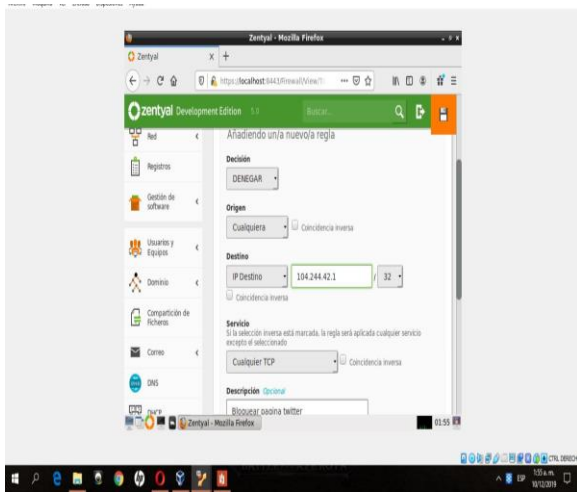 Zentyal - Mozilla Firefox
Zentyal
https://localhost:8443/Firewall/View/
zentyal Development Edition 5.0
Buscar...
Red
Registros
Gestión de software
Usuarios y Equipos
Dominio
Compartición de Ficheros
Correo
DNS
DHCP
Añadiendo un/a nuevo/a regla
Decisión
DENEGAR
Origen
Cualquiera
Coincidencia inversa
Destino
IP Destino
104.244.42.1
/ 32
Coincidencia inversa
Servicio
Si la selección inversa está marcada, la regla será aplicada cualquier servicio
excepto el seleccionado
Cualquier TCP
Coincidencia inversa
Descripción Opcional
Bloquear pagina twitter
Zentyal - Mozilla Firefox
01:55
CTRL DERECHO
ESP
1:55 a.m.
10/12/2019